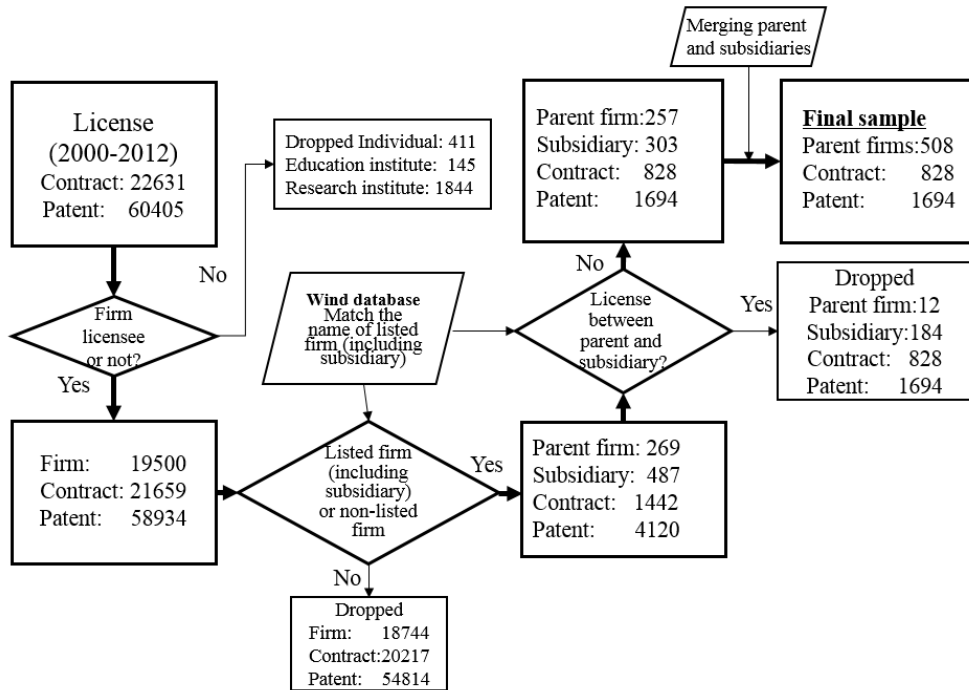 License
(2000-2012)
Contract: 22631
Patent: 60405
No
Dropped Individual: 411
Education institute: 145
Research institute: 1844
Firm
licensee
or not?
Yes
Firm: 19500
Contract: 21659
Patent: 58934
Wind database
Match the
name of listed
firm (including
subsidiary)
Listed firm
(including
subsidiary)
or non-listed
firm
Yes
No
Dropped
Firm: 18744
Contract:20217
Patent: 54814
Parent firm: 269
Subsidiary: 487
Contract: 1442
Patent: 4120
License
between
parent and
subsidiary?
Yes
Dropped
Parent firm:12
Subsidiary:184
Contract: 828
Patent: 1694
No
Parent firm:257
Subsidiary: 303
Contract: 828
Patent: 1694
Merging parent
and subsidiaries
Final sample
Parent firms:508
Contract: 828
Patent: 1694